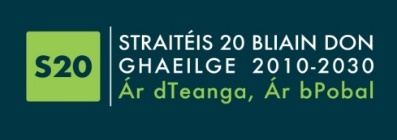 S20
STRAITÉIS 20 BLIAIN DON
GHAEILGE 2010-2030
Ár dTeanga, Ár bPobal